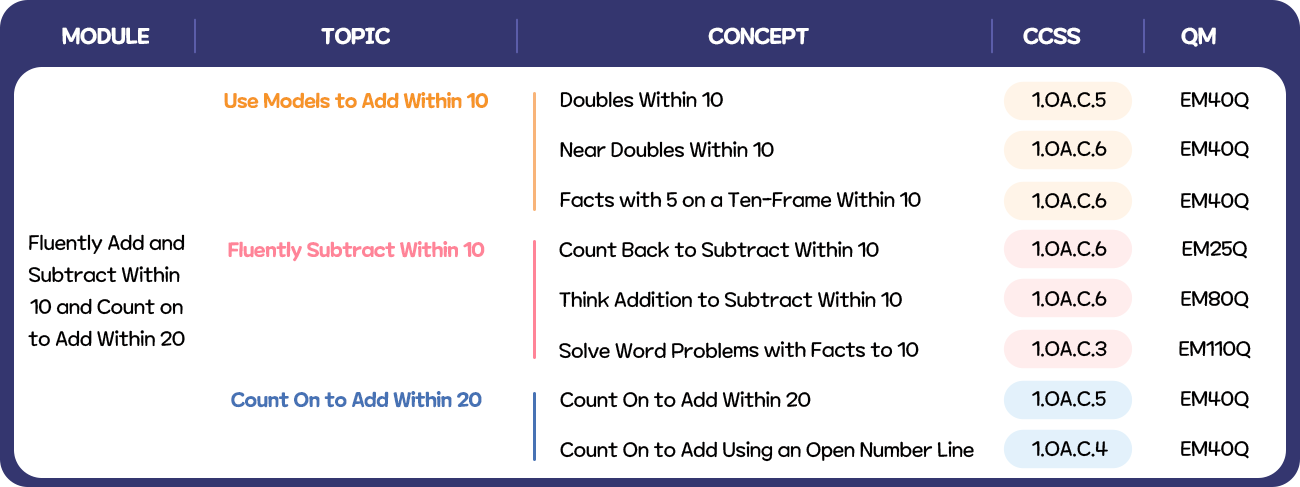 MODULE TOPIC CONCEPT CCSS QM
Use Models to Add Within 10 Doubles Within 10 1.OA.C.5 EM40Q
Near Doubles Within 10 1.OA.C.6 EM40Q
Facts with 5 on a Ten-Frame Within 10 1.OA.C.6 EM40Q
Fluently Add and
Subtract Within
10 and Count on
to Add Within 20
Fluently Subtract Within 10 Count Back to Subtract Within 10 1.OA.C.6 EM25Q
Think Addition to Subtract Within 10 1.OA.C.6 EM80Q
Solve Word Problems with Facts to 10 1.OA.C.3 EM110Q
Count On to Add Within 20 Count On to Add Within 20 1.OA.C.5 EM40Q
Count On to Add Using an Open Number Line 1.OA.C.4 EM40Q